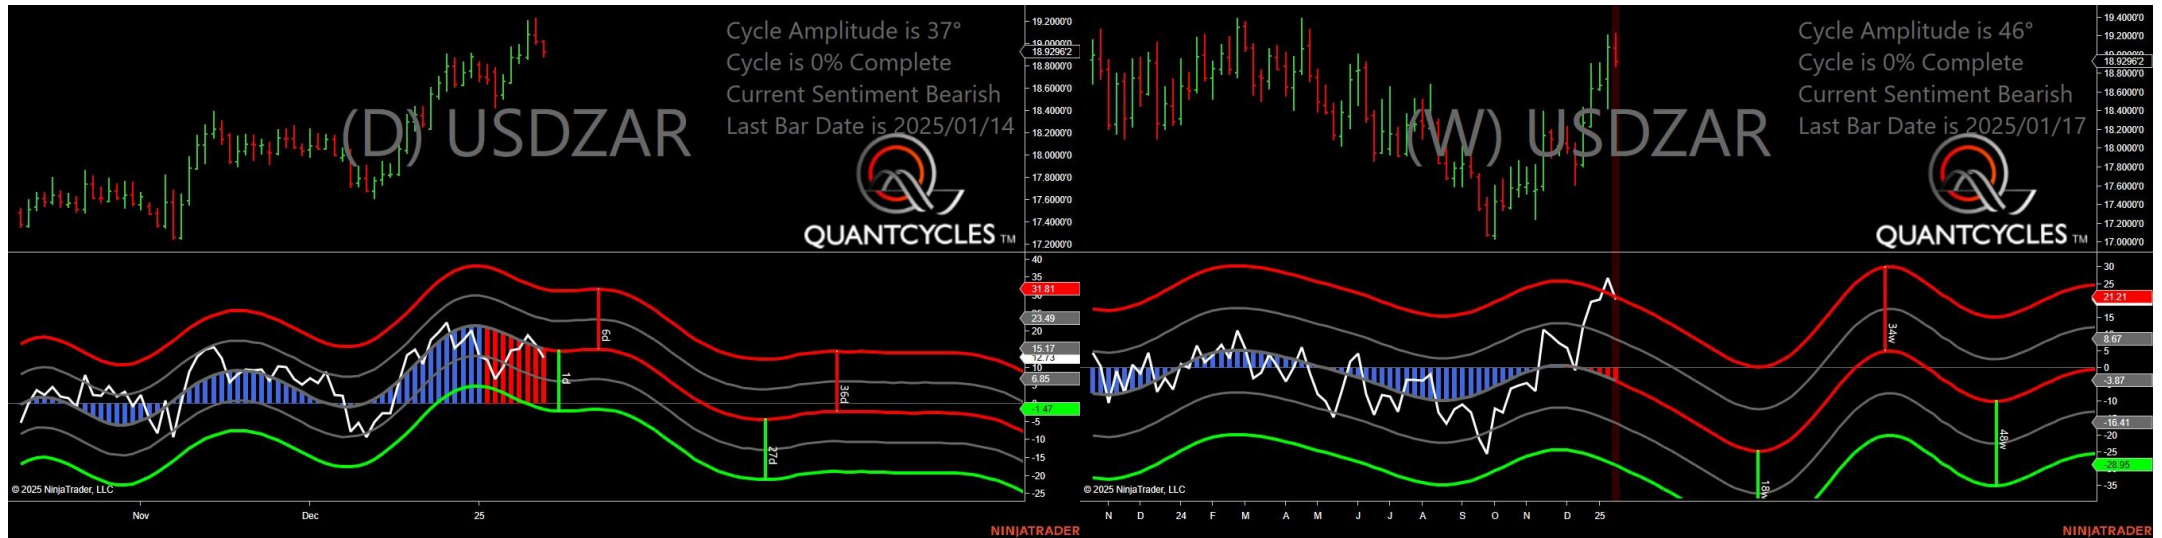 Cycle Amplitude is 37°
Cycle is 0% Complete
Current Sentiment Bearish
Last Bar Date is 2025/01/14
(D) USDZAR
QUANTCYCLES TM
19.2000'0
19.0000'0
18.9296'2
18.8000'0
18.6000'0
18.4000'0
18.2000'0
18.0000'0
17.8000'0
17.6000'0
17.4000'0
17.2000'0
40
35
31.81
23.49
20
15.17
12.73
10
6.85
-1.47
-5
-10
-15
-20
-25
6d
1d
36d
27d
© 2025 NinjaTrader, LLC
Nov
Dec
25
NINJATRADER
Cycle Amplitude is 46°
Cycle is 0% Complete
Current Sentiment Bearish
Last Bar Date is 2025/01/17
(W) USDZAR
QUANTCYCLES TM
19.4000'0
19.2000'0
18.9296'2
18.8000'0
18.6000'0
18.4000'0
18.2000'0
18.0000'0
17.8000'0
17.6000'0
17.4000'0
17.2000'0
17.0000'0
30
21.21
15
8.67
5
0
-3.87
-10
-16.41
-20
-25
-28.95
-35
34w
48w
18w
© 2025 NinjaTrader, LLC
N D 24 F M A M J J A S O N D 25
NINJATRADER